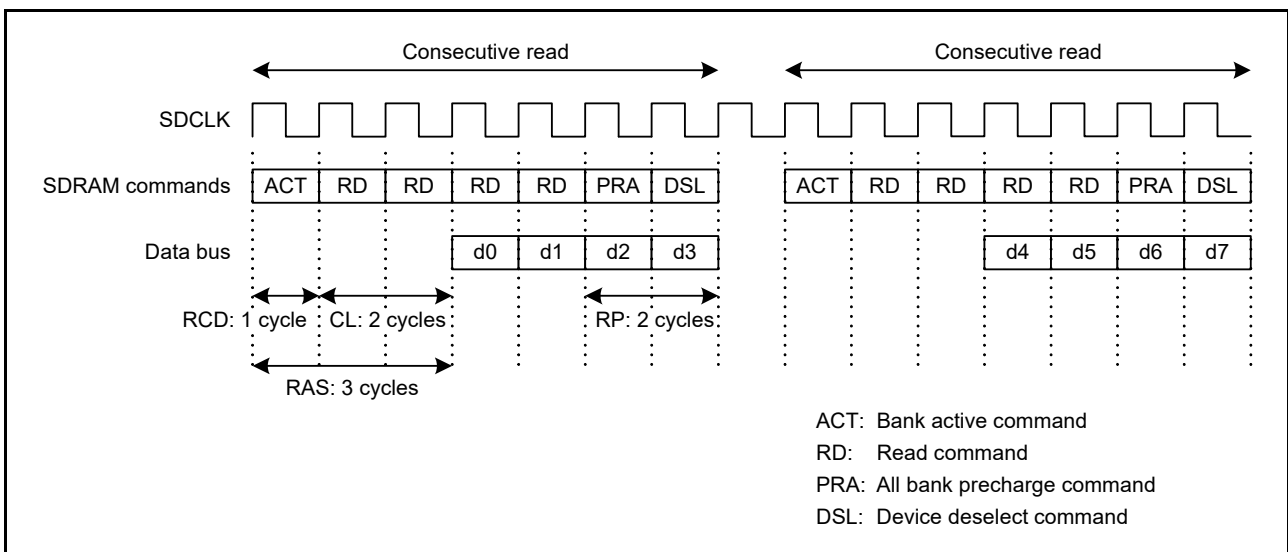 Consecutive read Consecutive read
SDCLK
SDRAM commands ACT RD RD RD RD PRA DSL ACT RD RD RD RD PRA DSL
Data bus d0 d1 d2 d3 d4 d5 d6 d7
RCD: 1 cycle CL: 2 cycles RP: 2 cycles
RAS: 3 cycles
ACT: Bank active command
RD: Read command
PRA: All bank precharge command
DSL: Device deselect command